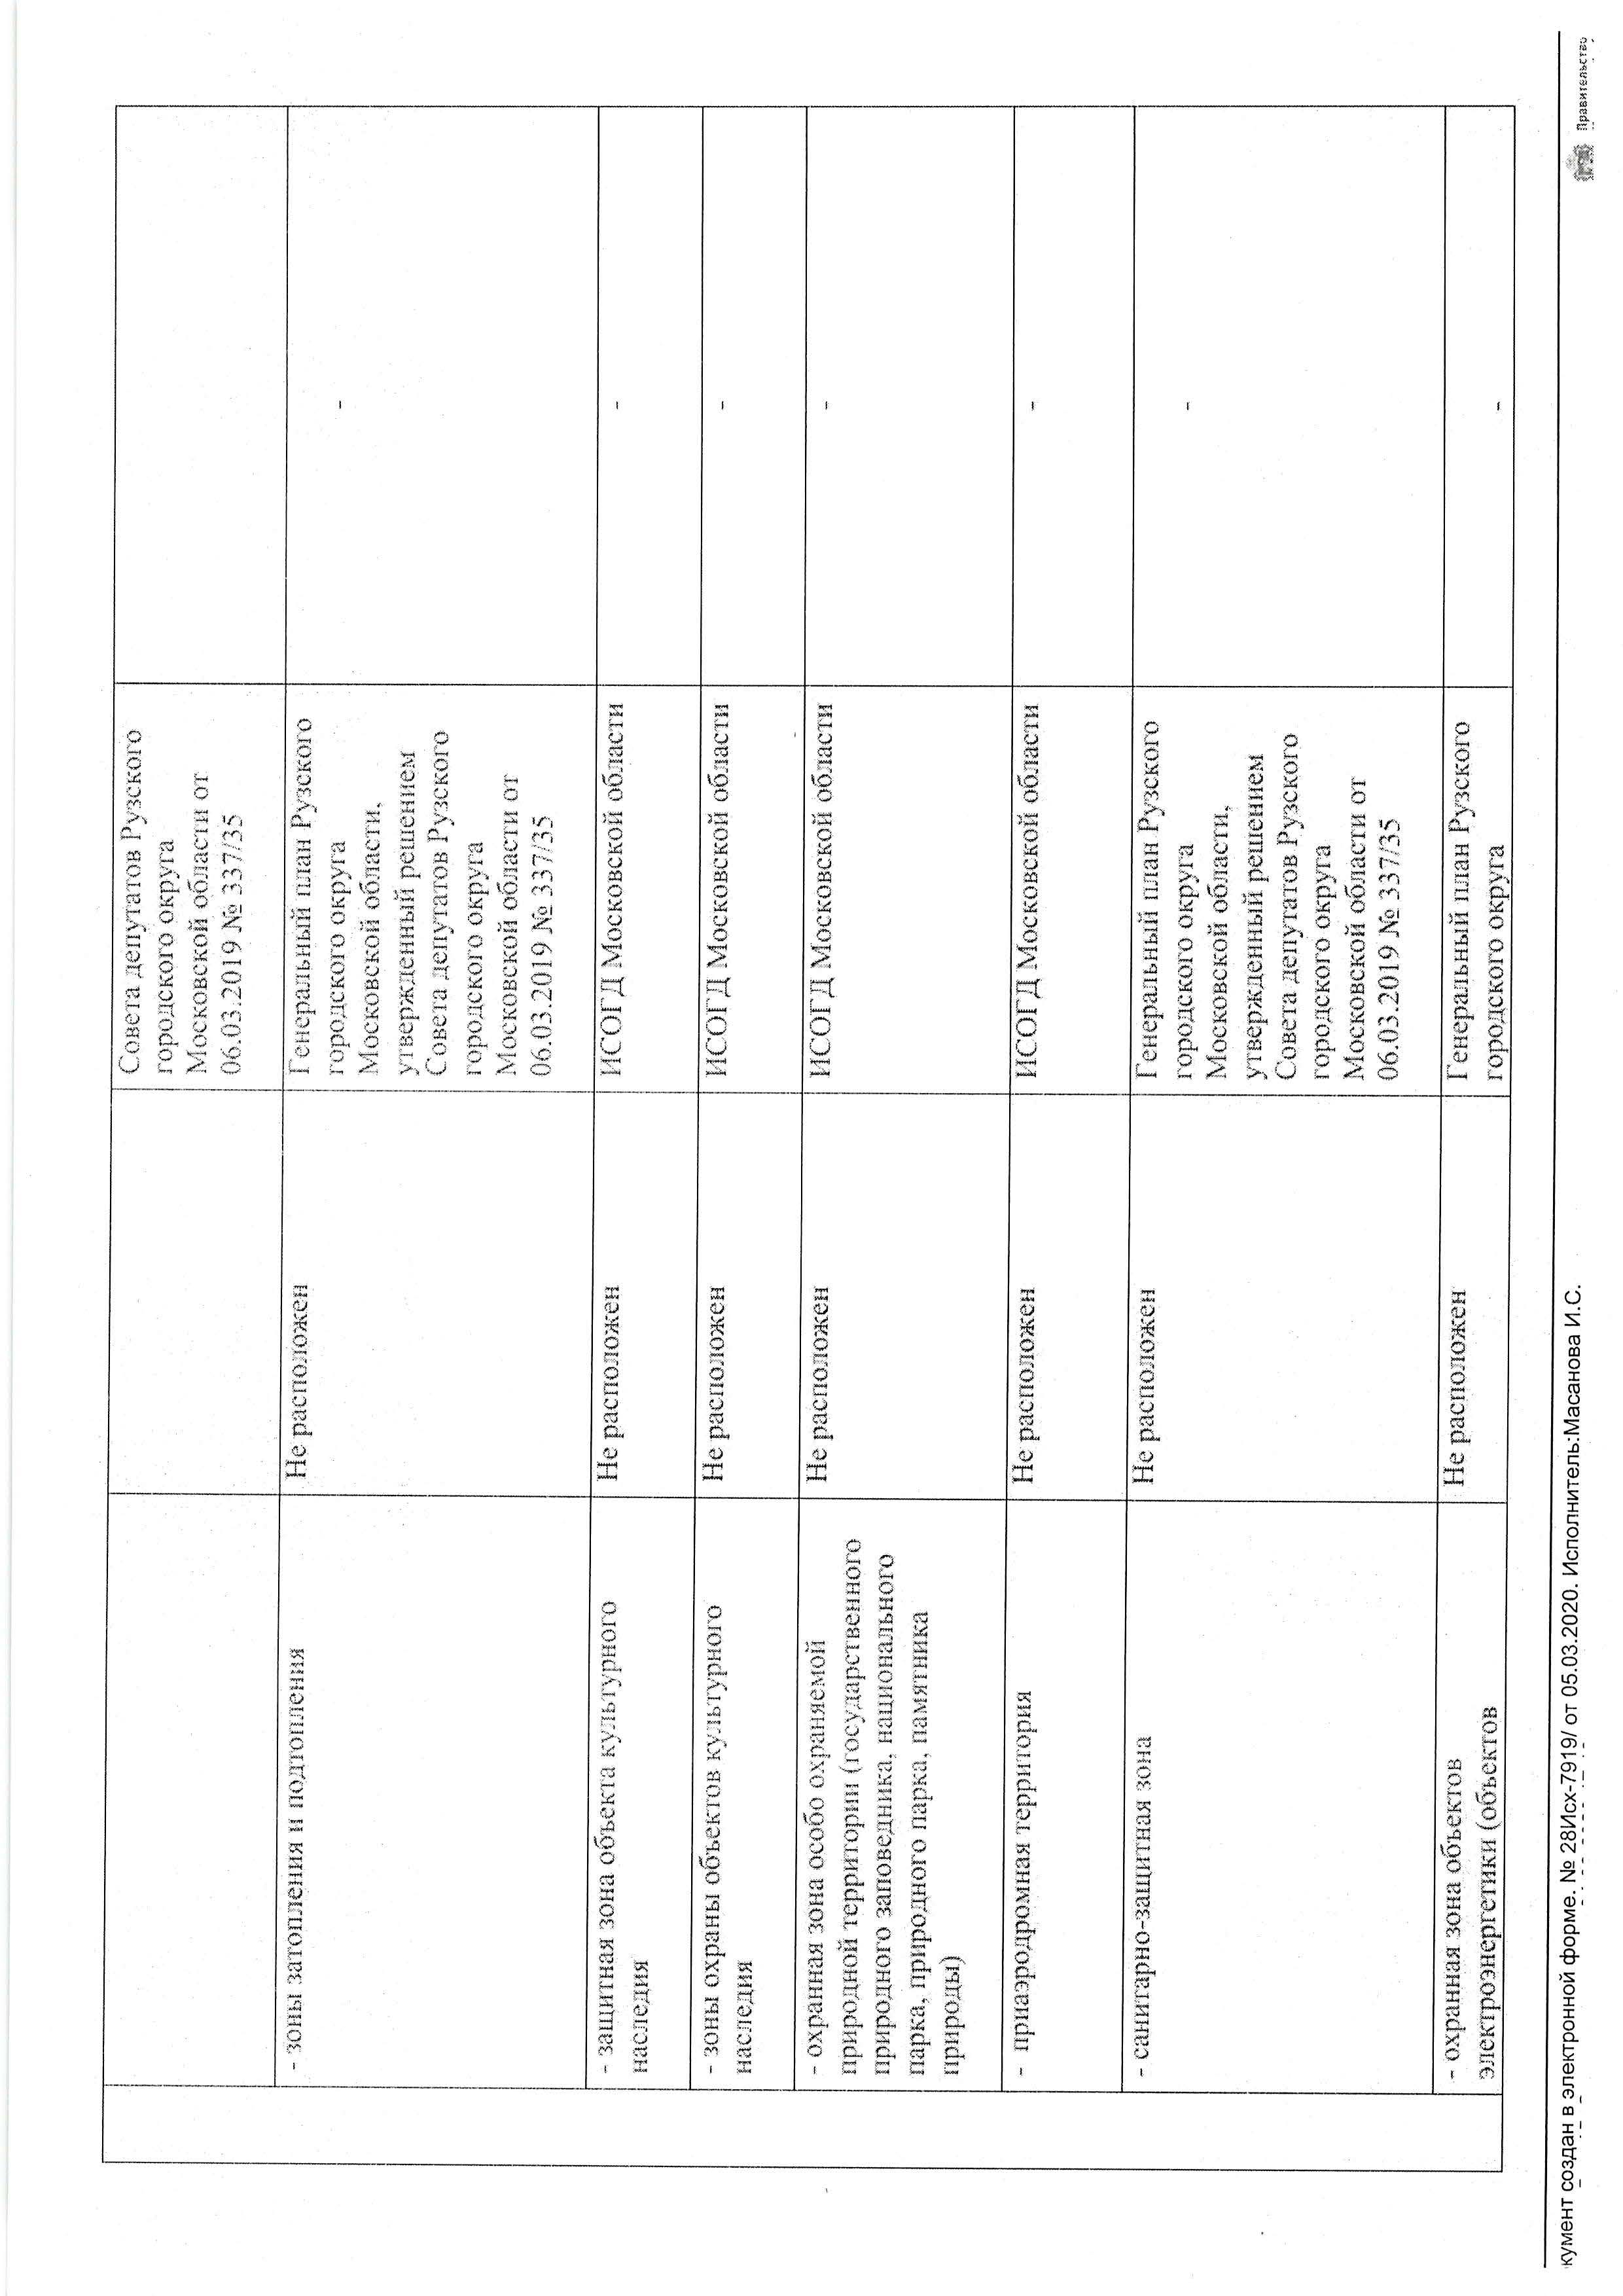 Совета депутатов Рузского
городского округа
Московской области от
06.03.2019 № 337/35
- зоны затопления и подтопления
Не расположен
Генеральный план Рузского
городского округа
Московской области,
утвержденный решением
Совета депутатов Рузского
городского округа
Московской области от
06.03.2019 № 337/35
-
- защитная зона объекта культурного
наследия
Не расположен
ИСОГД Московской области
-
- зоны охраны объектов культурного
наследия
Не расположен
ИСОГД Московской области
-
- охранная зона особо охраняемой
природной территории (государственного
природного заповедника, национального
парка, природного парка, памятника
природы)
Не расположен
ИСОГД Московской области
-
- приаэродромная территория
Не расположен
ИСОГД Московской области
-
- санитарно-защитная зона
Не расположен
Генеральный план Рузского
городского округа
Московской области,
утвержденный решением
Совета депутатов Рузского
городского округа
Московской области от
06.03.2019 № 337/35
-
- охранная зона объектов
электроэнергетики (объектов
Не расположен
Генеральный план Рузского
городского округа
-
кумент создан в электронной форме. № 28Исх-7919/ от 05.03.2020. Исполнитель:Масанова И.С.
Правительство